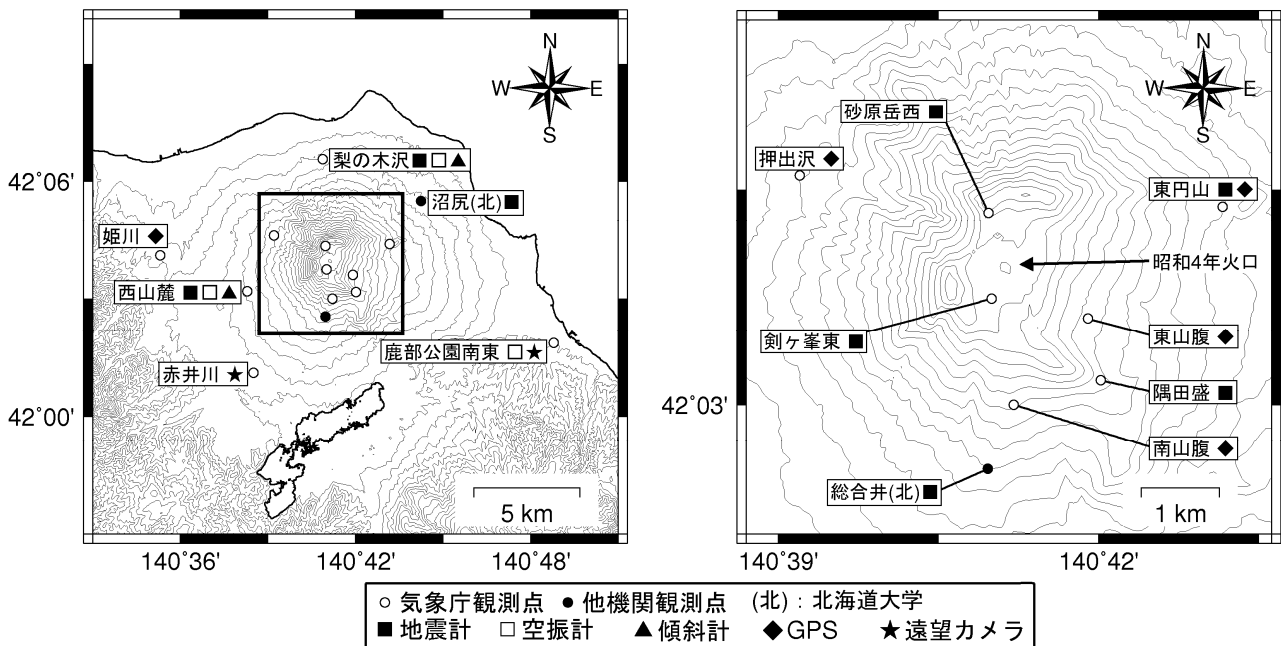 N
W
E
S
梨の木沢 ■ □ ▲
42°06'
沼尻(北) ■
姫川 ◆
西山麓 ■ □ ▲
鹿部公園南東 □ ★
赤井川 ★
42°00'
5 km
140°36'
140°42'
140°48'
N
W
E
S
砂原岳西 ■
押出沢 ◆
東円山 ■ ◆
昭和4年火口
剣ヶ峯東 ■
東山腹 ◆
隅田盛 ■
42°03'
南山腹 ◆
総合井(北) ■
1 km
140°39'
140°42'
○ 気象庁観測点 ● 他機関観測点 (北) : 北海道大学
■ 地震計 □ 空振計 ▲ 傾斜計 ◆ GPS ★ 遠望カメラ